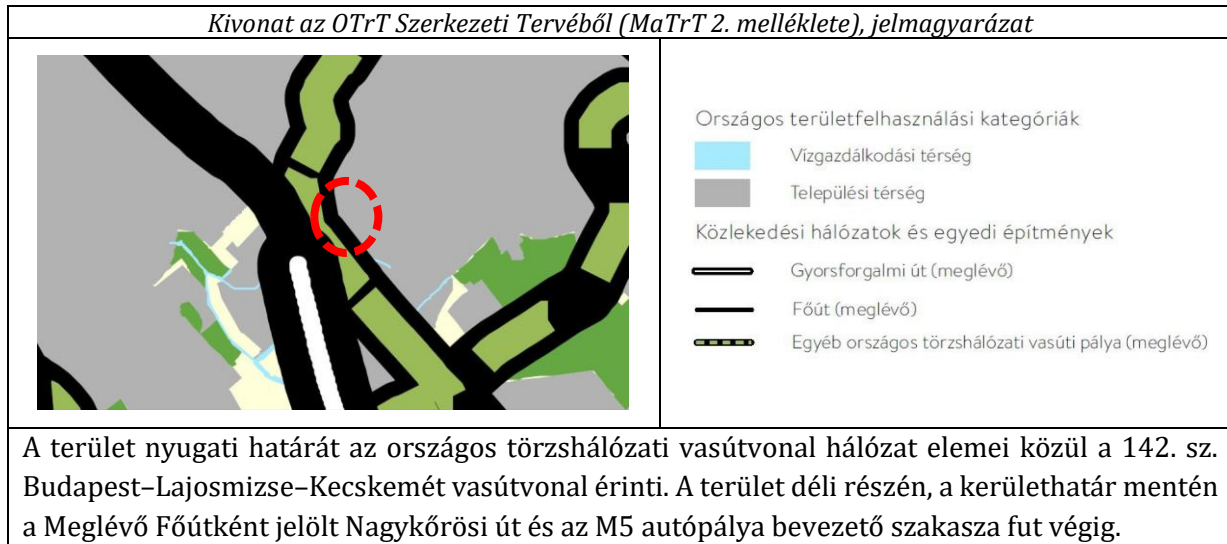 Kivonat az OTrT Szerkezeti Tervéből (MaTrT 2. melléklete), jelmagyarázat
Országos területfelhasználási kategóriák
Vízgazdálkodási térség
Települési térség
Közlekedési hálózatok és egyedi építmények
Gyorsforgalmi út (meglévő)
Főút (meglévő)
Egyéb országos törzshálózati vasúti pálya (meglévő)
A terület nyugati határát az országos törzshálózati vasútvonal hálózat elemei közül a 142. sz.
Budapest–Lajosmizse–Kecskemét vasútvonal érinti. A terület déli részén, a kerülethatár mentén
a Meglévő Főútként jelölt Nagykőrösi út és az M5 autópálya bevezető szakasza fut végig.